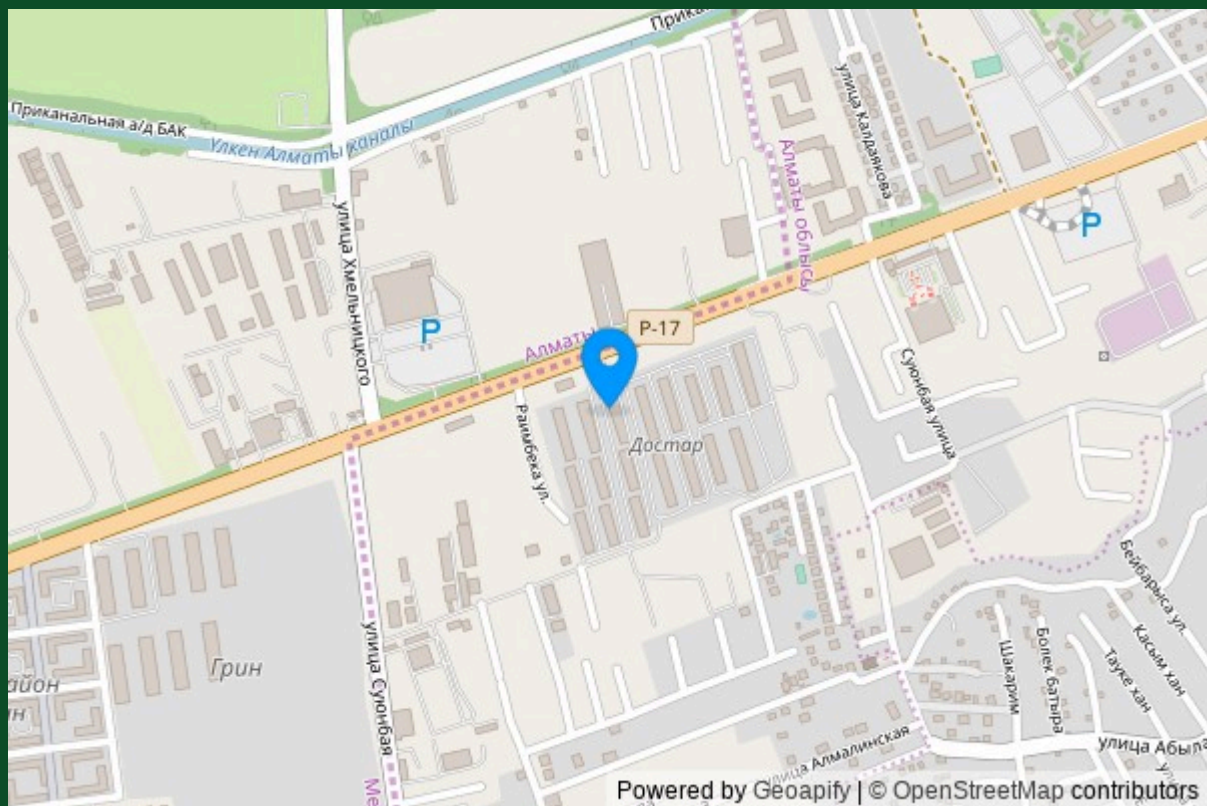 Приканальная а/д БАК
Үлкен Алматы каналы
улица Калдаякова
Алматы облысы
улица Хмельницкого
P
P
P-17
Алматы
Раимбека ул.
Достар
Суюнбая улица
Бейбарыса ул.
Касым хан
Тауке хан
Болек батыра
Шакарим
Грин
улица Суюнбая
улица Алмалинская
улица Абыла
Powered by Geoapify | © OpenStreetMap contributors